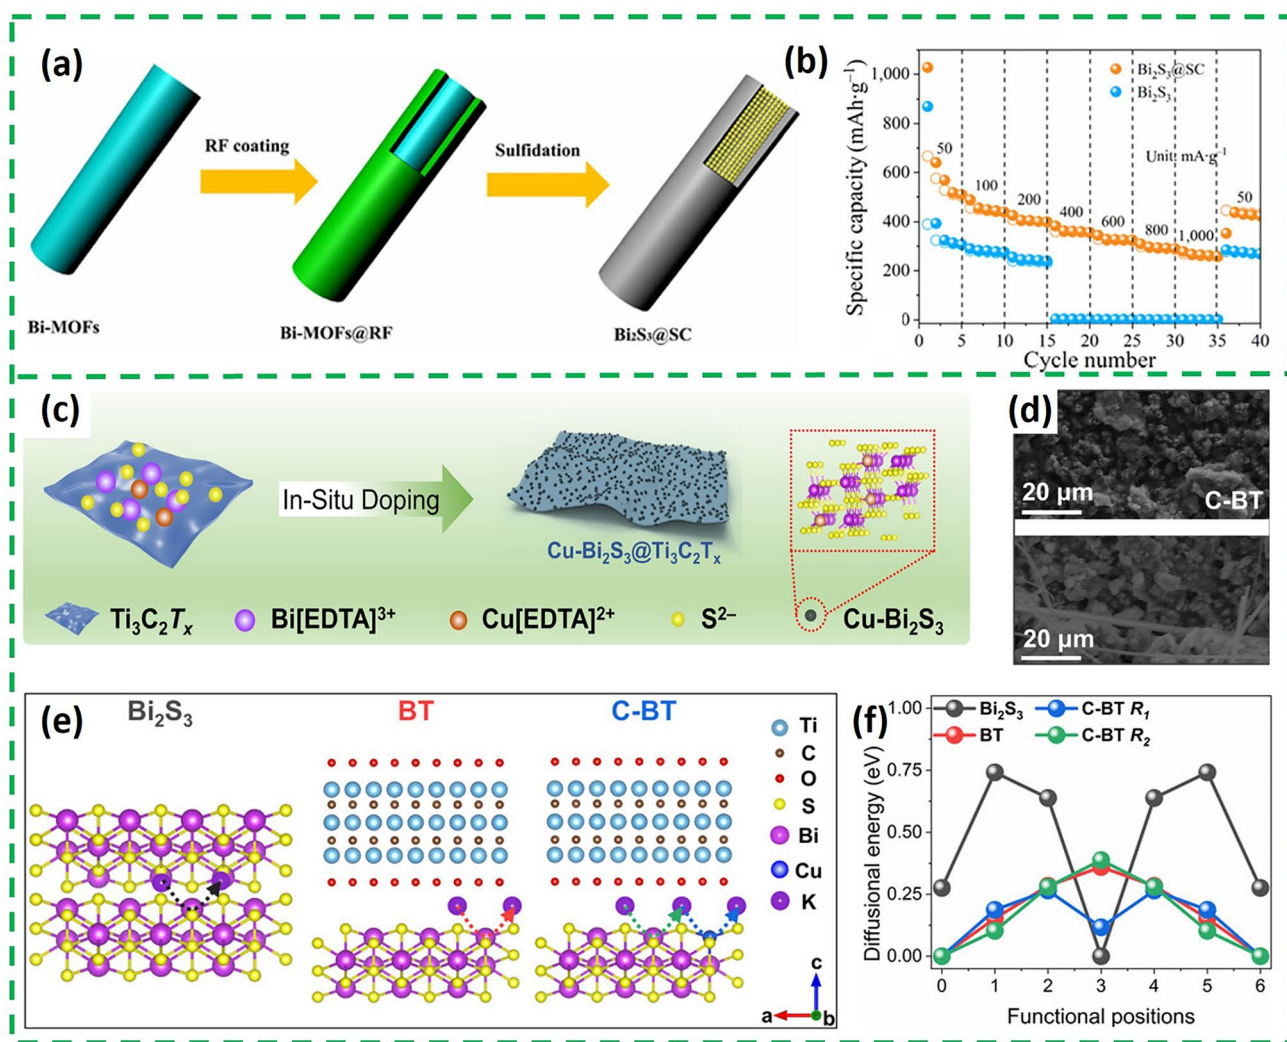 (a)
RF coating
Sulfidation
Bi-MOFs
Bi-MOFs@RF
Bi₂S₃@SC
(b)
Specific capacity (mAh·g⁻¹)
1,000
800
600
400
200
0
Bi₂S₃@SC
Bi₂S₃
Unit: mA·g⁻¹
50
100
200
400
600
800
1,000
50
0 5 10 15 20 25 30 35 40
Cycle number
(c)
In-Situ Doping
Cu-Bi₂S₃@Ti₃C₂Tₓ
Ti₃C₂Tₓ
Bi[EDTA]³⁺
Cu[EDTA]²⁺
S²⁻
Cu-Bi₂S₃
(d)
20 μm
C-BT
20 μm
(e)
Bi₂S₃
BT
C-BT
Ti
C
O
S
Bi
Cu
K
c
a
b
(f)
Diffusional energy (eV)
1.00
0.75
0.50
0.25
0.00
Bi₂S₃
BT
C-BT R₁
C-BT R₂
0 1 2 3 4 5 6
Functional positions